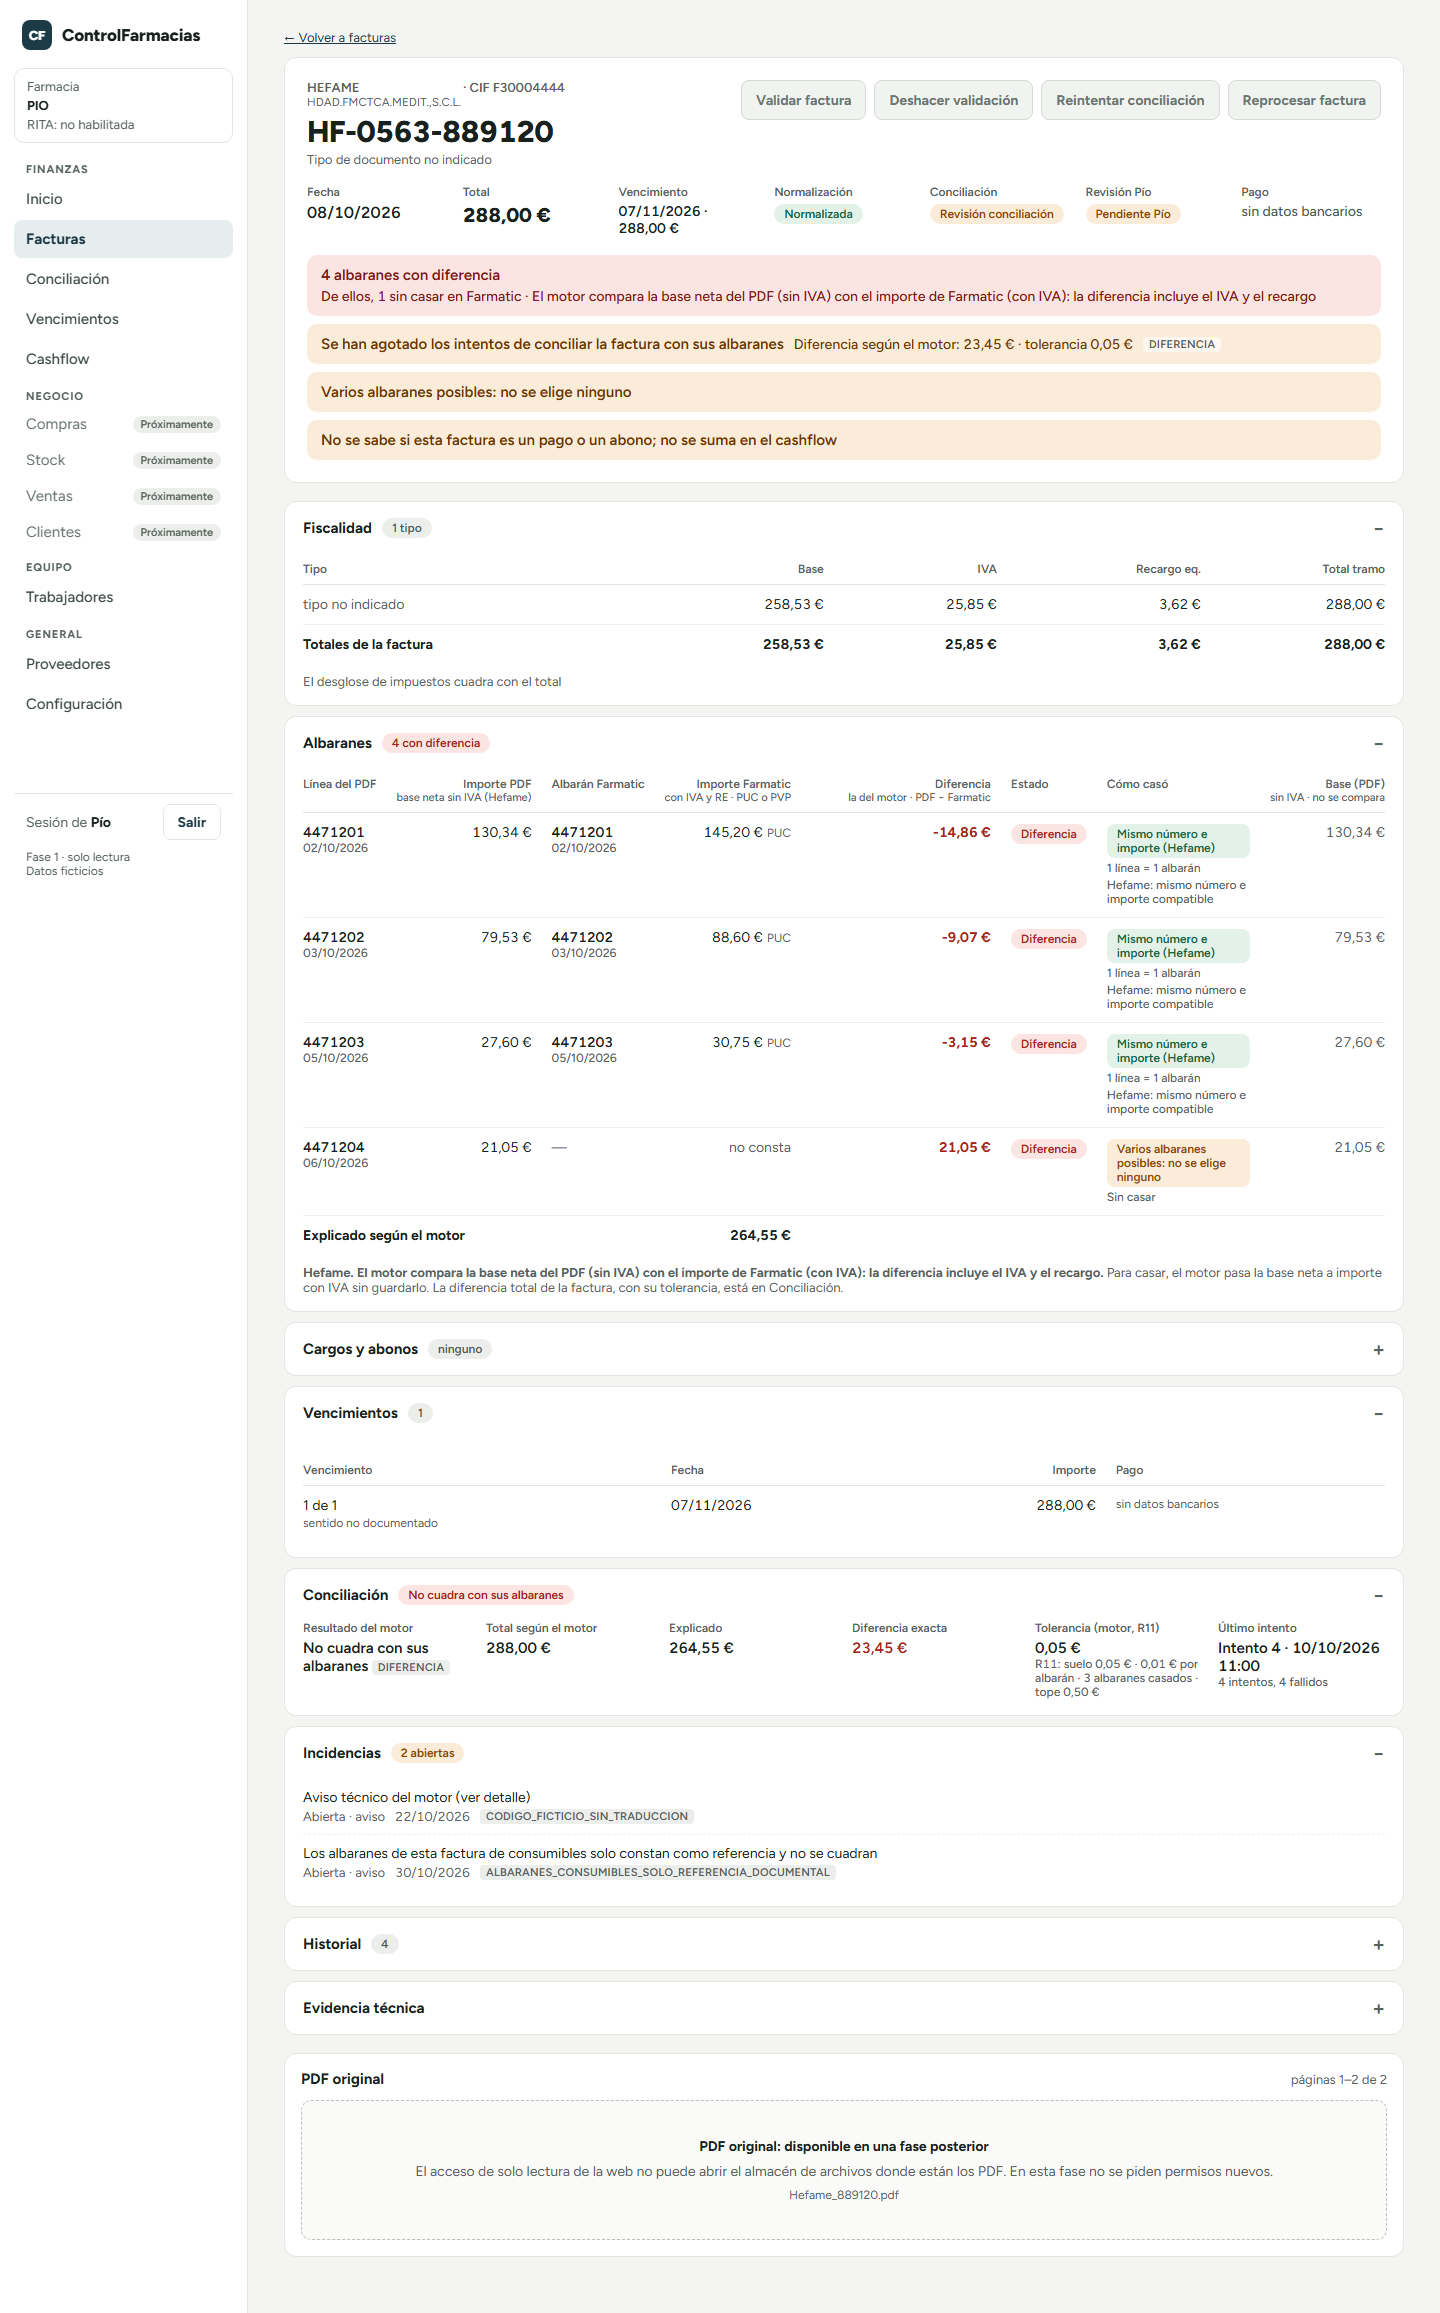 CF ControlFarmacias
Farmacia
PIO
RITA: no habilitada
FINANZAS
Inicio
Facturas
Conciliación
Vencimientos
Cashflow
NEGOCIO
Compras Próximamente
Stock Próximamente
Ventas Próximamente
Clientes Próximamente
EQUIPO
Trabajadores
GENERAL
Proveedores
Configuración
Sesión de Pío Salir
Fase 1 · solo lectura
Datos ficticios
← Volver a facturas
HEFAME · CIF F30004444
HDAD.FMCTCA.MEDIT.,S.C.L.
HF-0563-889120
Tipo de documento no indicado
Validar factura Deshacer validación Reintentar conciliación Reprocesar factura
Fecha Total Vencimiento Normalización Conciliación Revisión Pío Pago
08/10/2026 288,00 € 07/11/2026 · Normalizada Revisión conciliación Pendiente Pío sin datos bancarios
288,00 €
4 albaranes con diferencia
De ellos, 1 sin casar en Farmatic · El motor compara la base neta del PDF (sin IVA) con el importe de Farmatic (con IVA): la diferencia incluye el IVA y el recargo
Se han agotado los intentos de conciliar la factura con sus albaranes Diferencia según el motor: 23,45 € · tolerancia 0,05 € DIFERENCIA
Varios albaranes posibles: no se elige ninguno
No se sabe si esta factura es un pago o un abono; no se suma en el cashflow
Fiscalidad 1 tipo −
Tipo Base IVA Recargo eq. Total tramo
tipo no indicado 258,53 € 25,85 € 3,62 € 288,00 €
Totales de la factura 258,53 € 25,85 € 3,62 € 288,00 €
El desglose de impuestos cuadra con el total
Albaranes 4 con diferencia −
Línea del PDF Importe PDF Albarán Farmatic Importe Farmatic Diferencia Estado Cómo casó Base (PDF)
base neta sin IVA (Hefame) con IVA y RE · PUC o PVP la del motor · PDF − Farmatic sin IVA · no se compara
4471201 130,34 € 4471201 145,20 € PUC -14,86 € Diferencia Mismo número e 130,34 €
02/10/2026 02/10/2026 importe (Hefame)
1 línea = 1 albarán
Hefame: mismo número e
importe compatible
4471202 79,53 € 4471202 88,60 € PUC -9,07 € Diferencia Mismo número e 79,53 €
03/10/2026 03/10/2026 importe (Hefame)
1 línea = 1 albarán
Hefame: mismo número e
importe compatible
4471203 27,60 € 4471203 30,75 € PUC -3,15 € Diferencia Mismo número e 27,60 €
05/10/2026 05/10/2026 importe (Hefame)
1 línea = 1 albarán
Hefame: mismo número e
importe compatible
4471204 21,05 € — no consta 21,05 € Diferencia Varios albaranes 21,05 €
06/10/2026 posibles: no se elige
ninguno
Sin casar
Explicado según el motor 264,55 €
Hefame. El motor compara la base neta del PDF (sin IVA) con el importe de Farmatic (con IVA): la diferencia incluye el IVA y el recargo. Para casar, el motor pasa la base neta a importe
con IVA sin guardarlo. La diferencia total de la factura, con su tolerancia, está en Conciliación.
Cargos y abonos ninguno +
Vencimientos 1 −
Vencimiento Fecha Importe Pago
1 de 1 07/11/2026 288,00 € sin datos bancarios
sentido no documentado
Conciliación No cuadra con sus albaranes −
Resultado del motor Total según el motor Explicado Diferencia exacta Tolerancia (motor, R11) Último intento
No cuadra con sus 288,00 € 264,55 € 23,45 € 0,05 € Intento 4 · 10/10/2026
albaranes DIFERENCIA R11: suelo 0,05 € · 0,01 € por 11:00
albarán · 3 albaranes casados · 4 intentos, 4 fallidos
tope 0,50 €
Incidencias 2 abiertas −
Aviso técnico del motor (ver detalle)
Abierta · aviso 22/10/2026 CODIGO_FICTICIO_SIN_TRADUCCION
Los albaranes de esta factura de consumibles solo constan como referencia y no se cuadran
Abierta · aviso 30/10/2026 ALBARANES_CONSUMIBLES_SOLO_REFERENCIA_DOCUMENTAL
Historial 4 +
Evidencia técnica +
PDF original páginas 1–2 de 2
PDF original: disponible en una fase posterior
El acceso de solo lectura de la web no puede abrir el almacén de archivos donde están los PDF. En esta fase no se piden permisos nuevos.
Hefame_889120.pdf